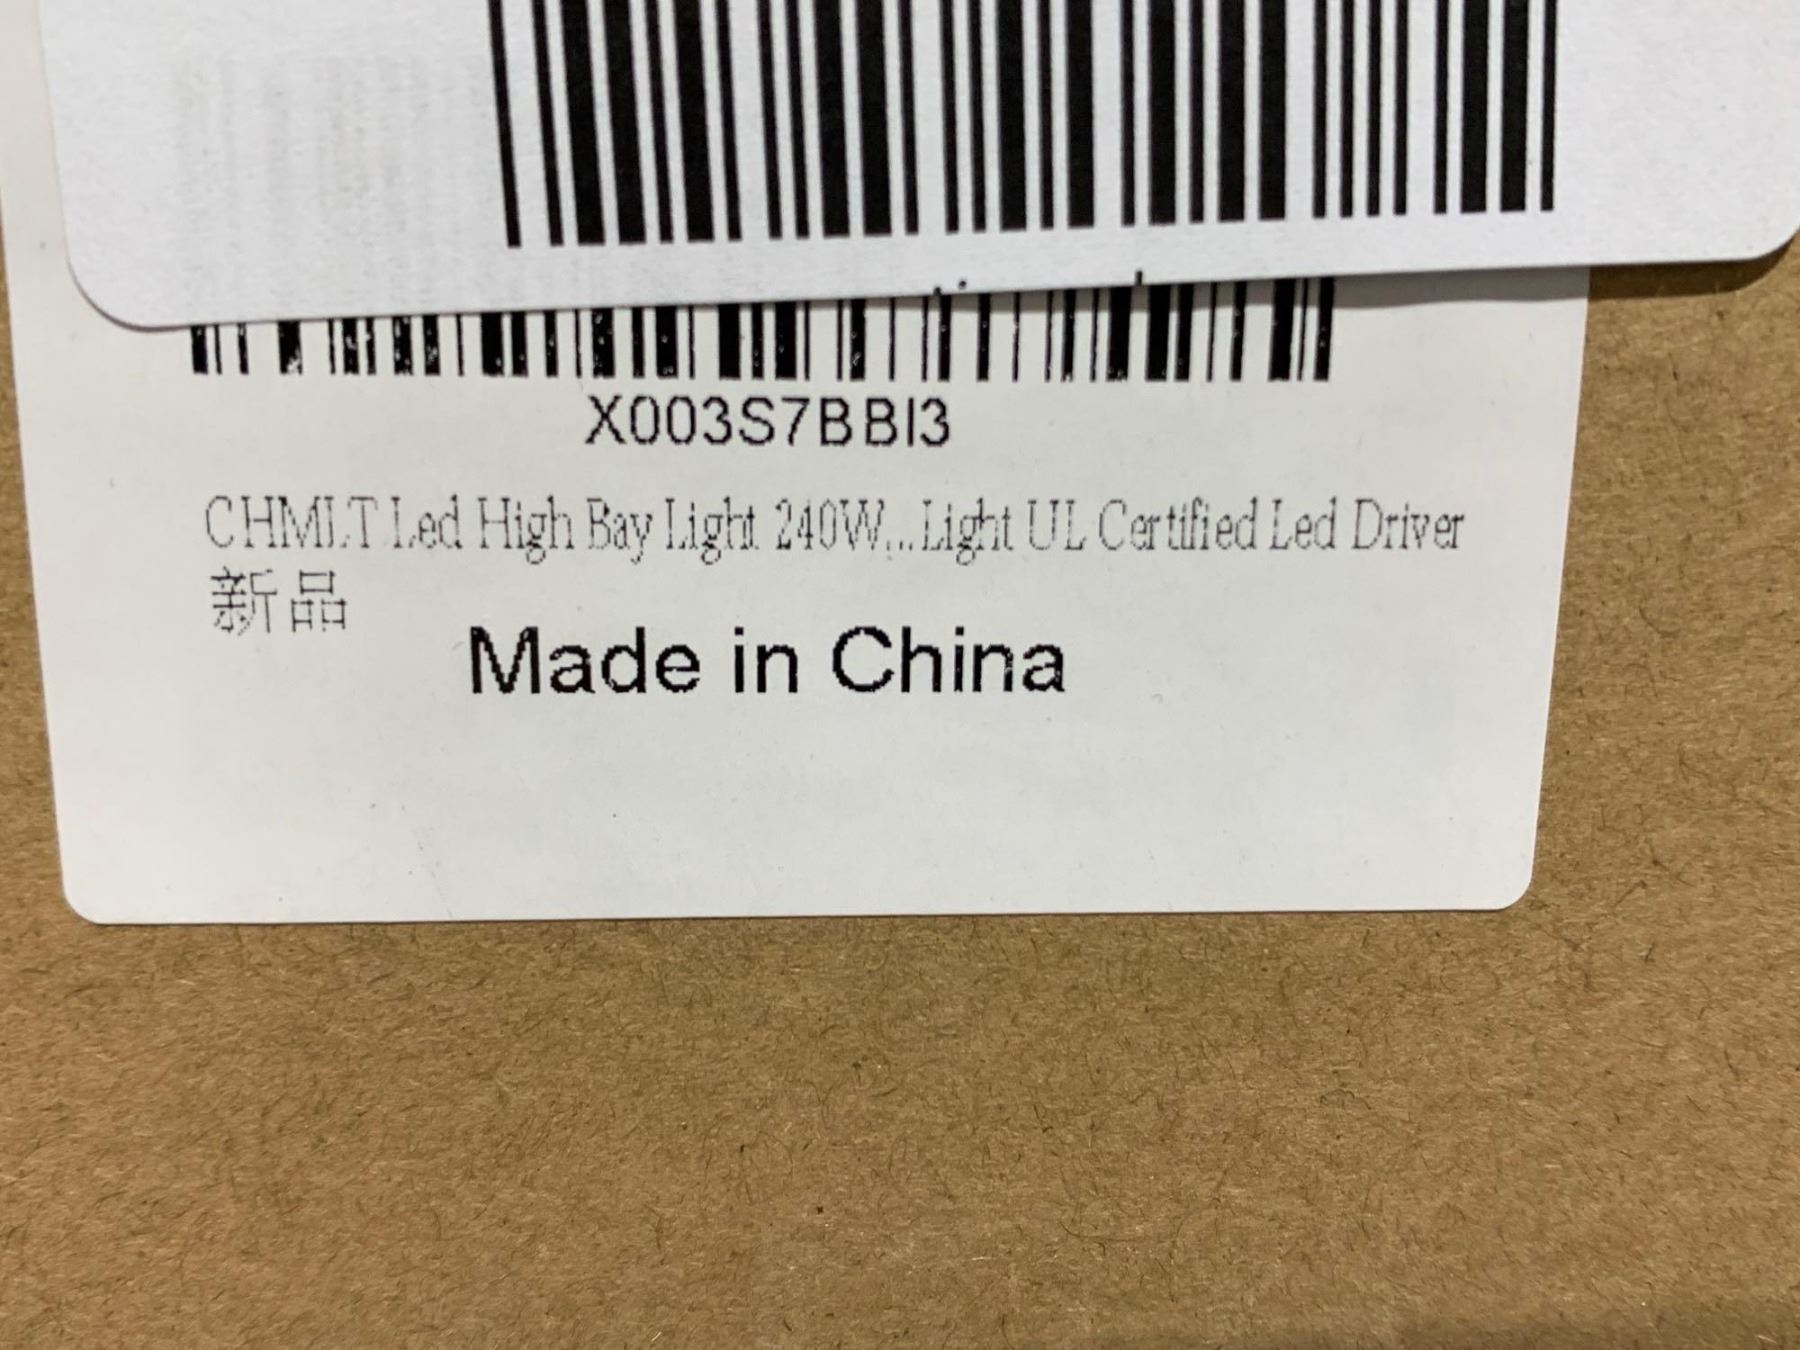 X003S7BBI3
CHMLT Led High Bay Light 240W...Light UL Certified Led Driver
新品
Made in China